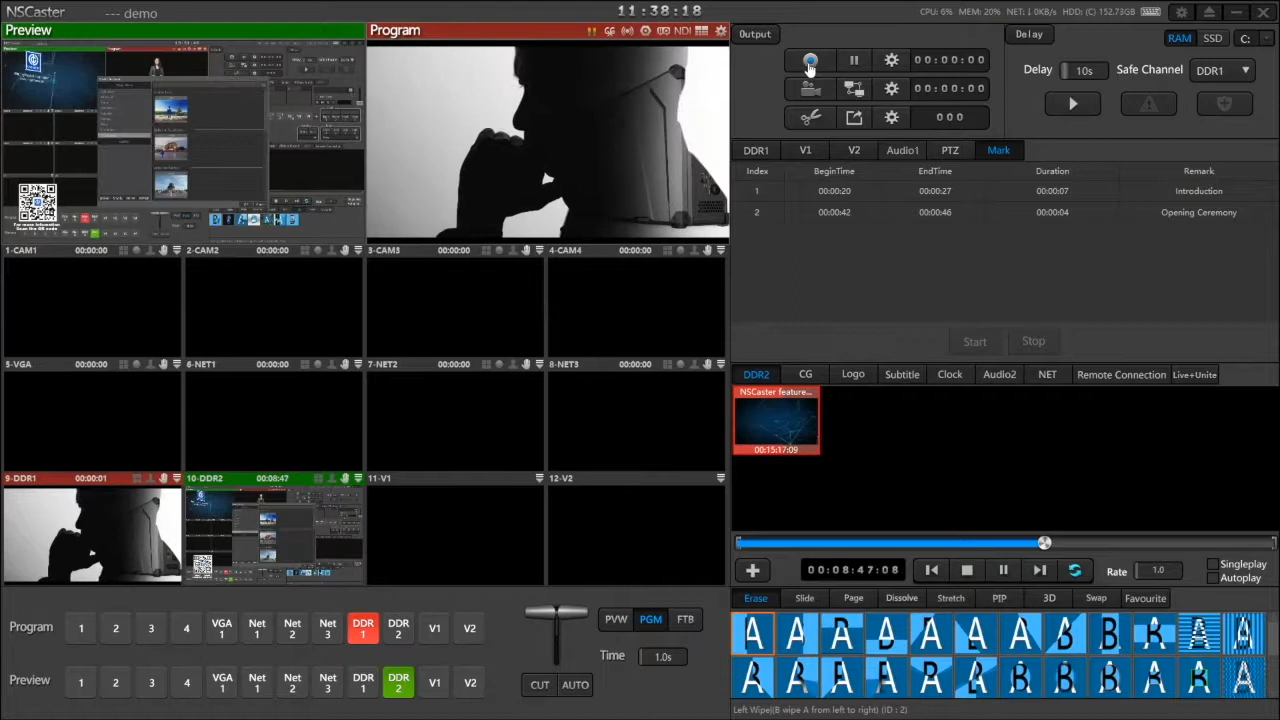 NSCaster --- demo 11:38:18 CPU: 6% MEM: 20% NET:↓0KB/s HDD: (C) 152.73GB
Preview
Program
NDI
For more infomation
Scan the QR code
Output
Delay
RAM SSD C:
00:00:00
Delay 10s Safe Channel DDR1
00:00:00
000
DDR1 V1 V2 Audio1 PTZ Mark
Index BeginTime EndTime Duration Remark
1 00:00:20 00:00:27 00:00:07 Introduction
2 00:00:42 00:00:46 00:00:04 ening Ceremony
Start Stop
1-CAM1 00:00:00 2-CAM2 00:00:00 3-CAM3 00:00:00 4-CAM4 00:00:00
5-VGA 00:00:00 6-NET1 00:00:00 7-NET2 00:00:00 8-NET3 00:00:00
9-DDR1 00:00:01 10-DDR2 00:08:47 11-V1 12-V2
DDR2 CG Logo Subtitle Clock Audio2 NET Remote Connection Live+Unite
NSCaster feature...
00:15:17:09
00:08:47:08 Rate 1.0
Singleplay
Autoplay
Erase Slide Page Dissolve Stretch PIP 3D Swap Favourite
Program 1 2 3 4 VGA 1 Net 1 Net 2 Net 3 DDR 1 DDR 2 V1 V2
PVW PGM FTB
Time 1.0s
Preview 1 2 3 4 VGA 1 Net 1 Net 2 Net 3 DDR 1 DDR 2 V1 V2
CUT AUTO
Left Wipe|(B wipe A from left to right) (ID : 2)